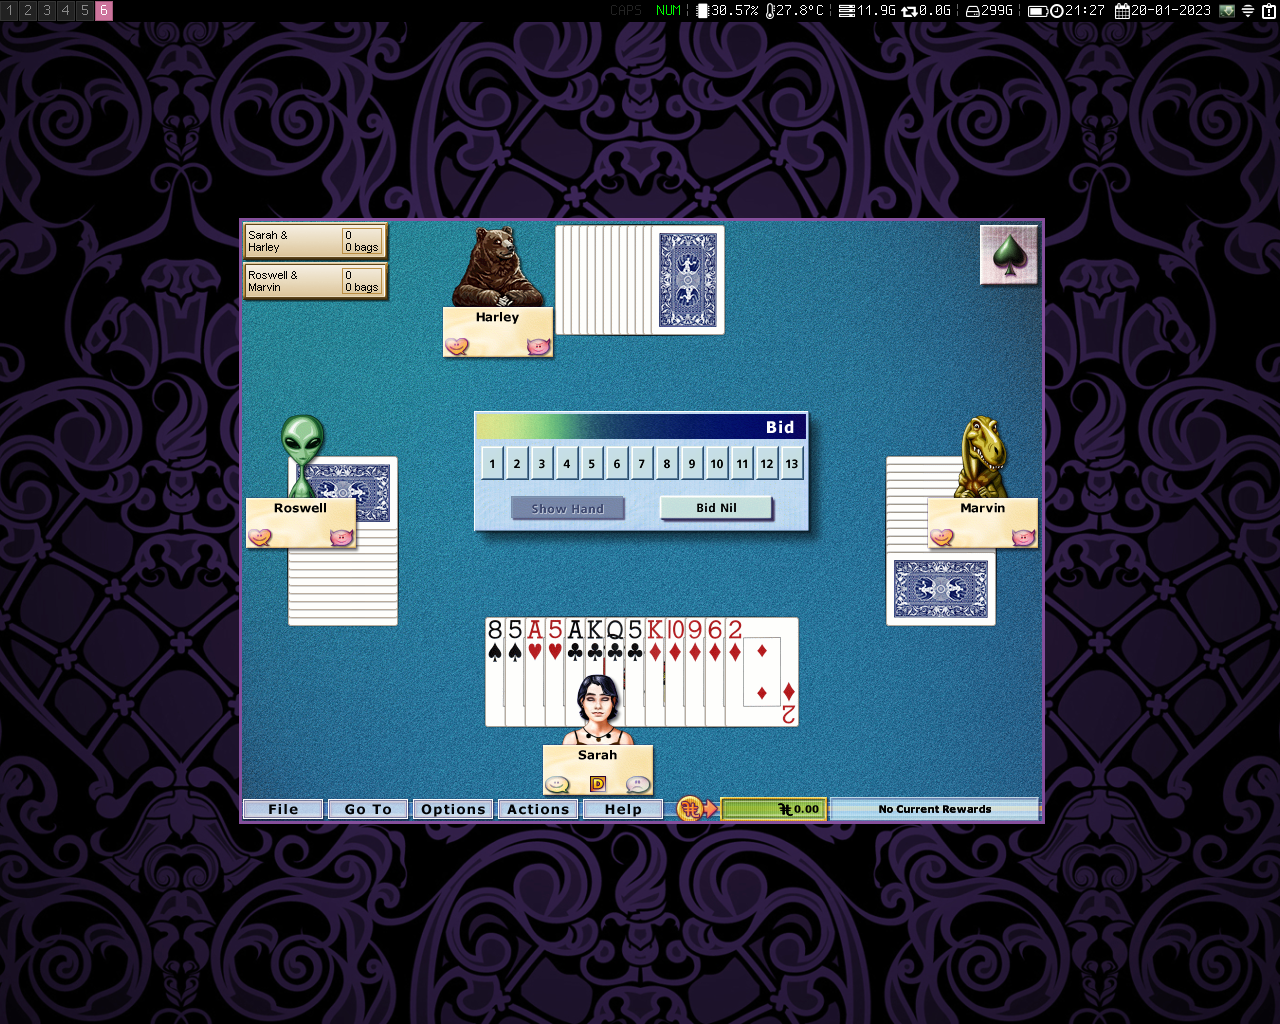 1 2 3 4 5 6 CAPS NUM 30.57% 27.8°C 11.9G 0.0G 299G 21:27 20-01-2023
Sarah & 0
Harley 0 bags
Roswell & 0
Marvin 0 bags
Harley
Bid
1 2 3 4 5 6 7 8 9 10 11 12 13
Show Hand Bid Nil
Roswell
Marvin
8 5 A 5 A K Q 5 K 10 9 6 2
2
Sarah
D
File Go To Options Actions Help 0.00 No Current Rewards